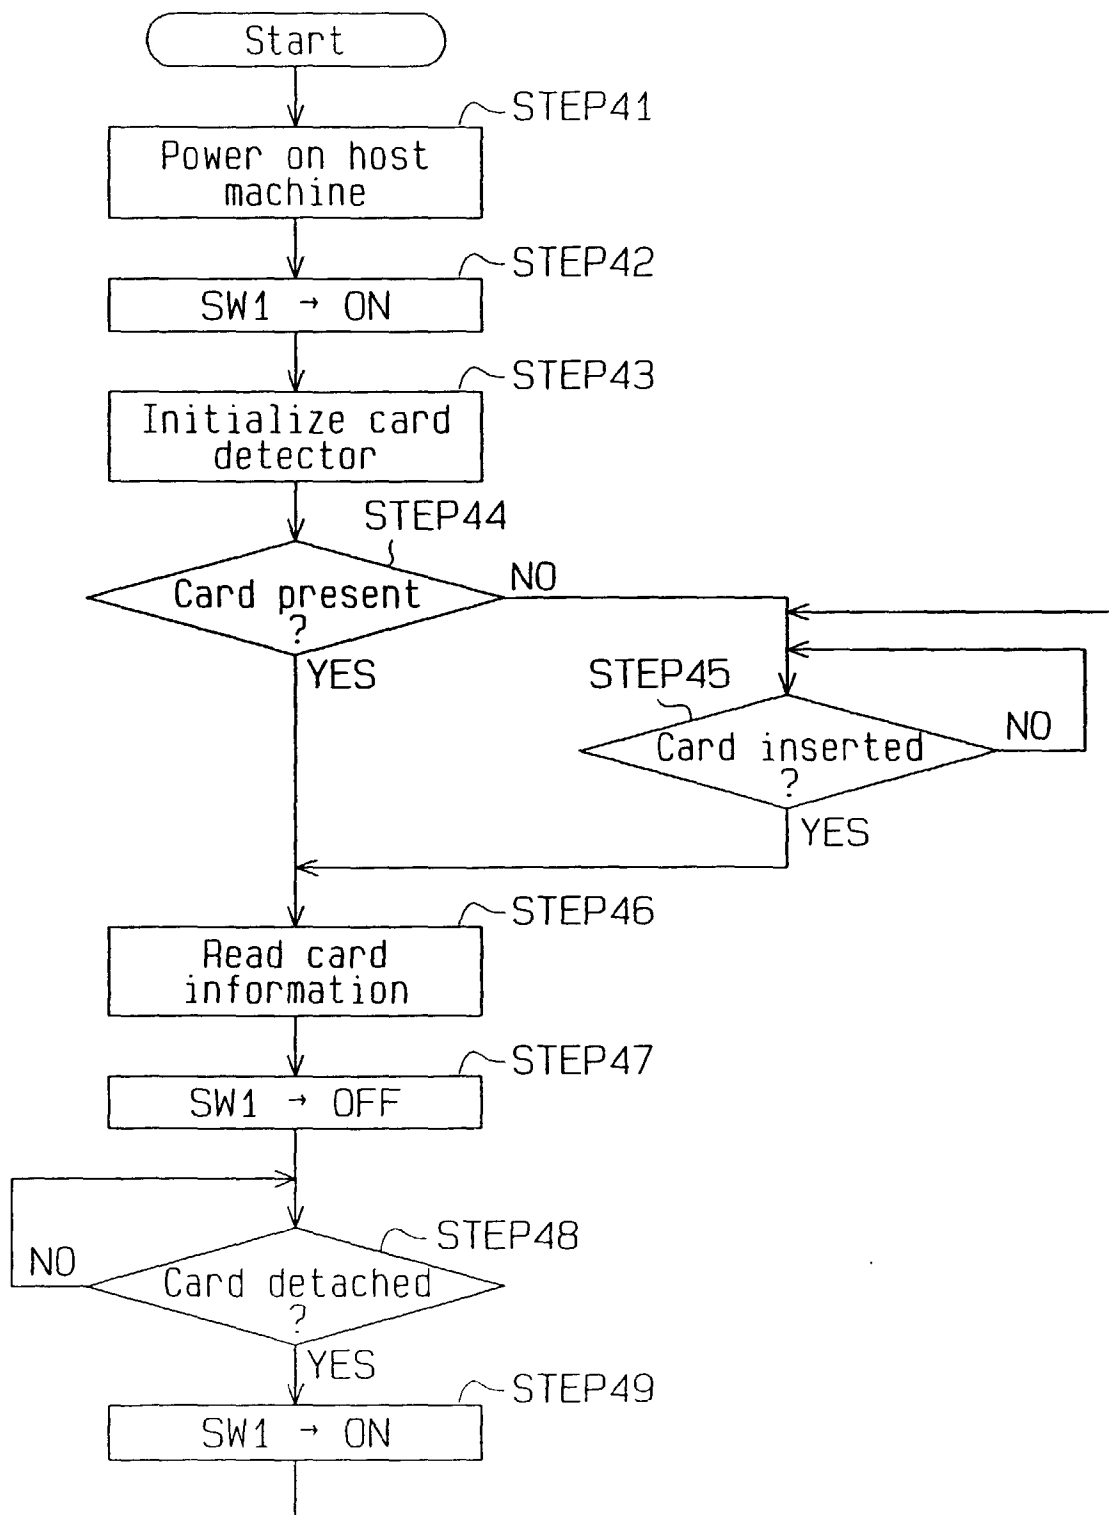 Start
STEP41
Power on host
machine
STEP42
SW1 → ON
STEP43
Initialize card
detector
STEP44
Card present
?
NO
YES
STEP45
Card inserted
?
NO
YES
STEP46
Read card
information
STEP47
SW1 → OFF
STEP48
Card detached
?
NO
YES
STEP49
SW1 → ON